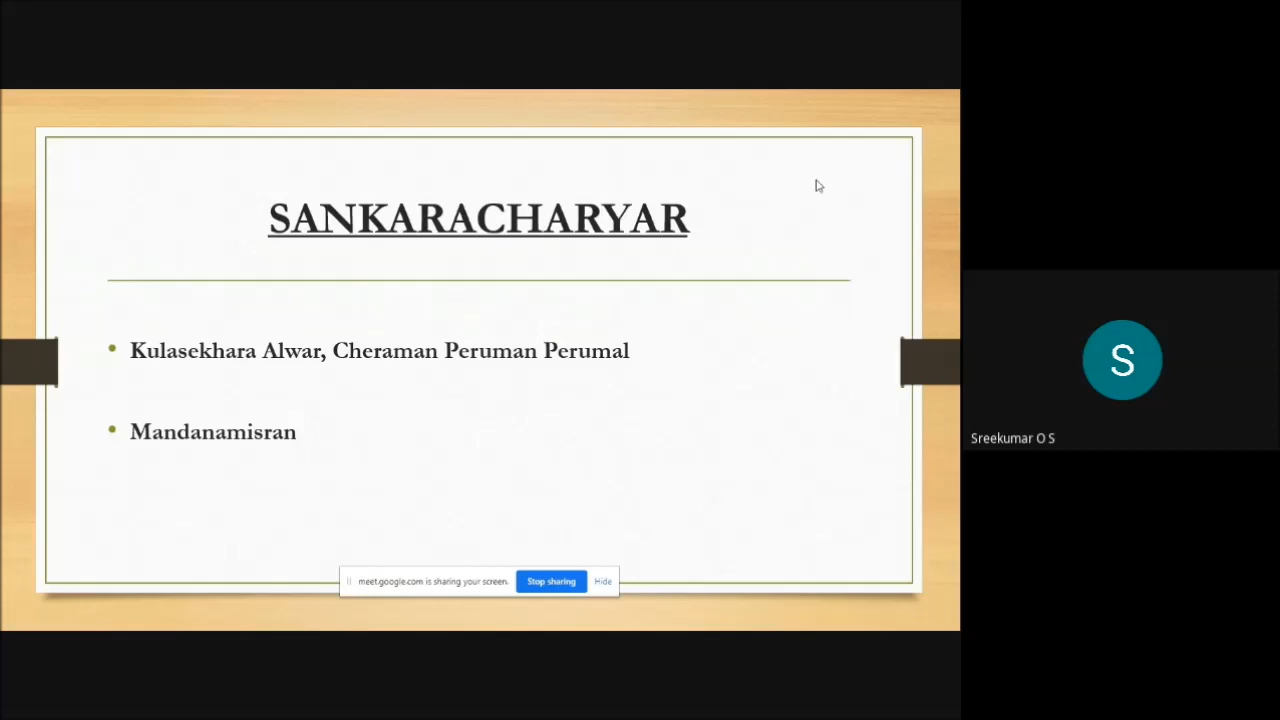 SANKARACHARYAR
Kulasekhara Alwar, Cheraman Peruman Perumal
Mandanamisran
meet.google.com is sharing your screen. Stop sharing Hide
S
Sreekumar O S